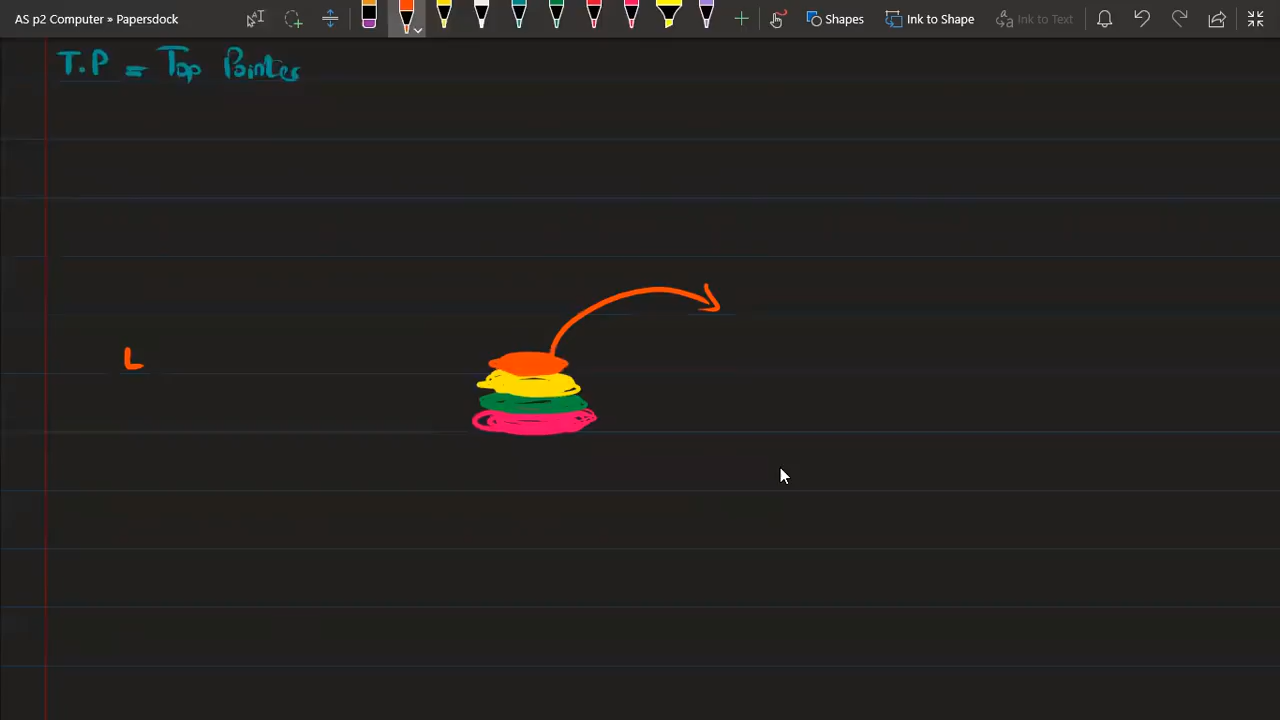 AS p2 Computer » Papersdock
Shapes
Ink to Shape
Ink to Text
T.P = Top Pointer
L